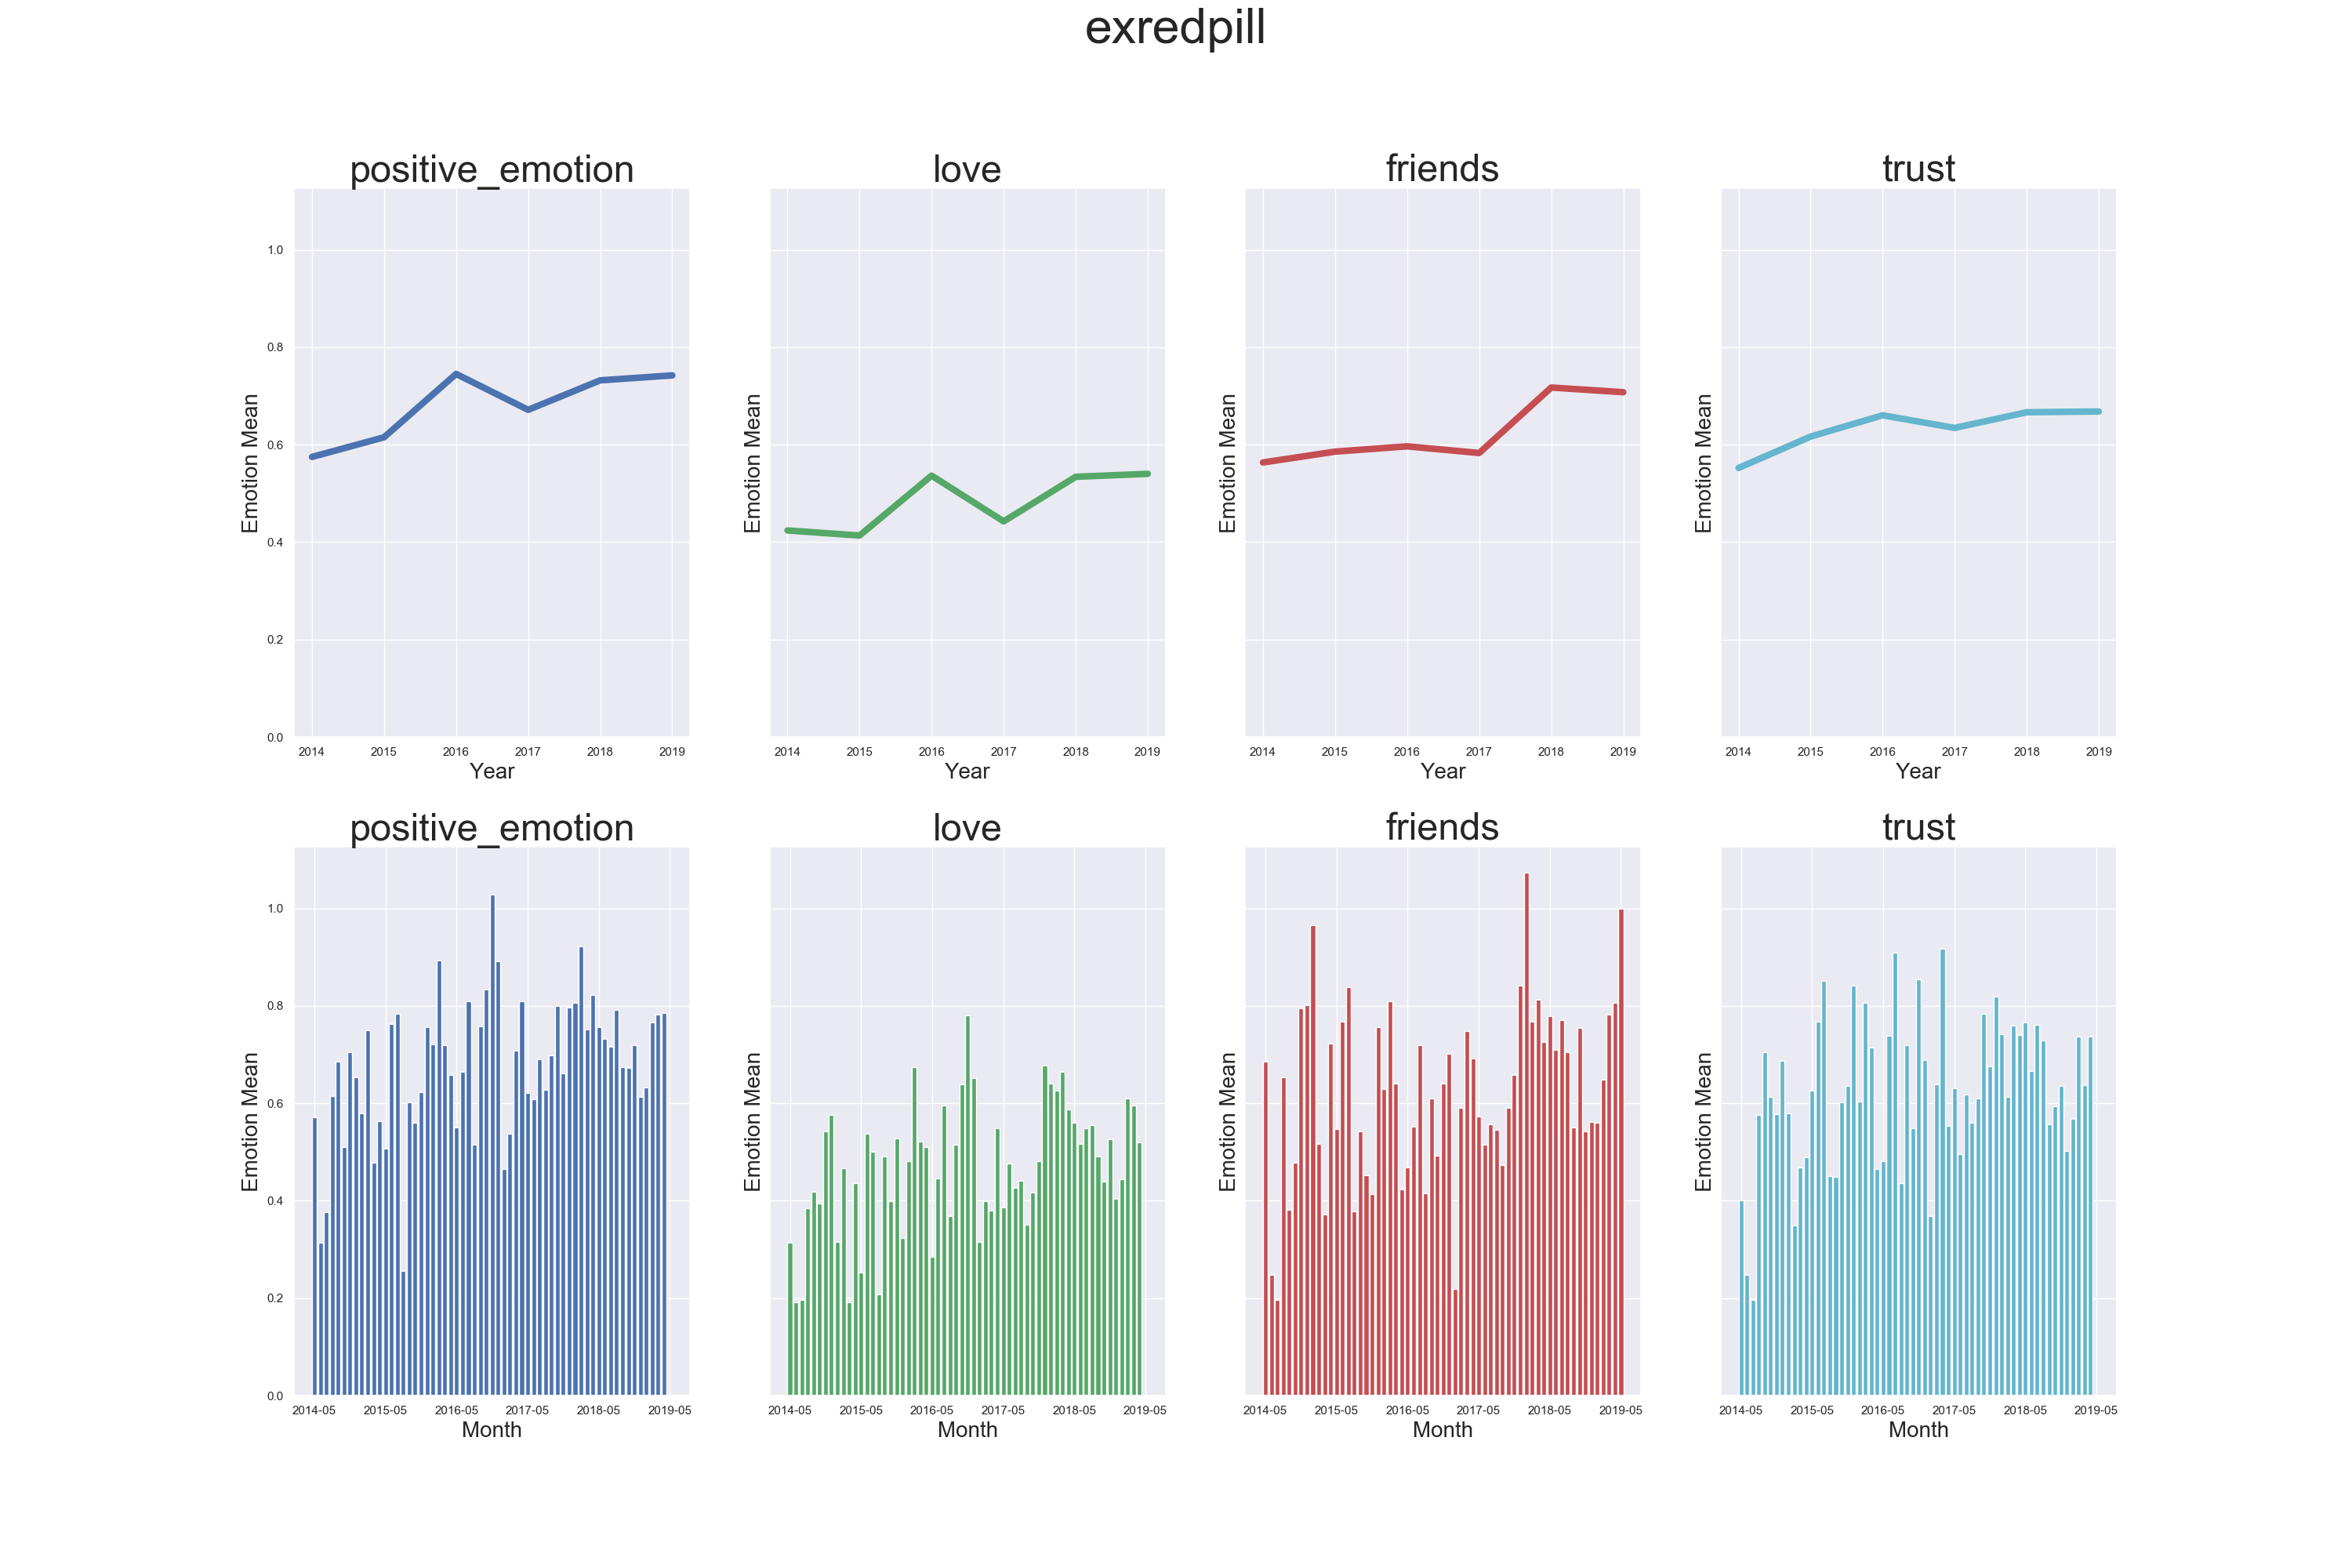 exredpill
positive_emotion love friends trust
Emotion Mean Emotion Mean Emotion Mean Emotion Mean
1.0
0.8
0.6
0.4
0.2
0.0
2014 2015 2016 2017 2018 2019 2014 2015 2016 2017 2018 2019 2014 2015 2016 2017 2018 2019 2014 2015 2016 2017 2018 2019
Year Year Year Year
positive_emotion love friends trust
Emotion Mean Emotion Mean Emotion Mean Emotion Mean
1.0
0.8
0.6
0.4
0.2
0.0
2014-05 2015-05 2016-05 2017-05 2018-05 2019-05 2014-05 2015-05 2016-05 2017-05 2018-05 2019-05 2014-05 2015-05 2016-05 2017-05 2018-05 2019-05 2014-05 2015-05 2016-05 2017-05 2018-05 2019-05
Month Month Month Month